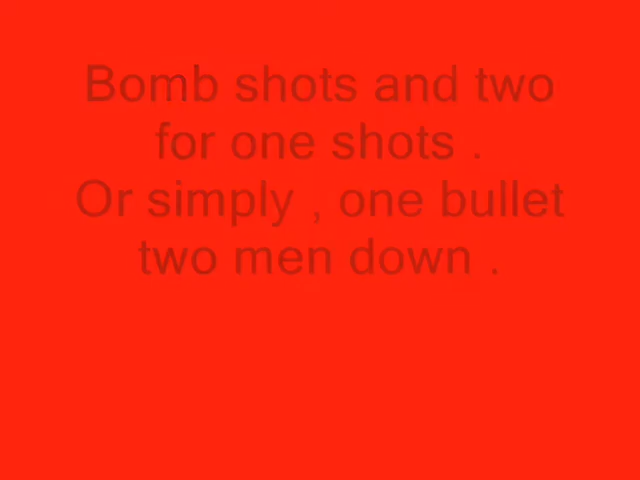 Bomb shots and two
for one shots .
Or simply , one bullet
two men down .